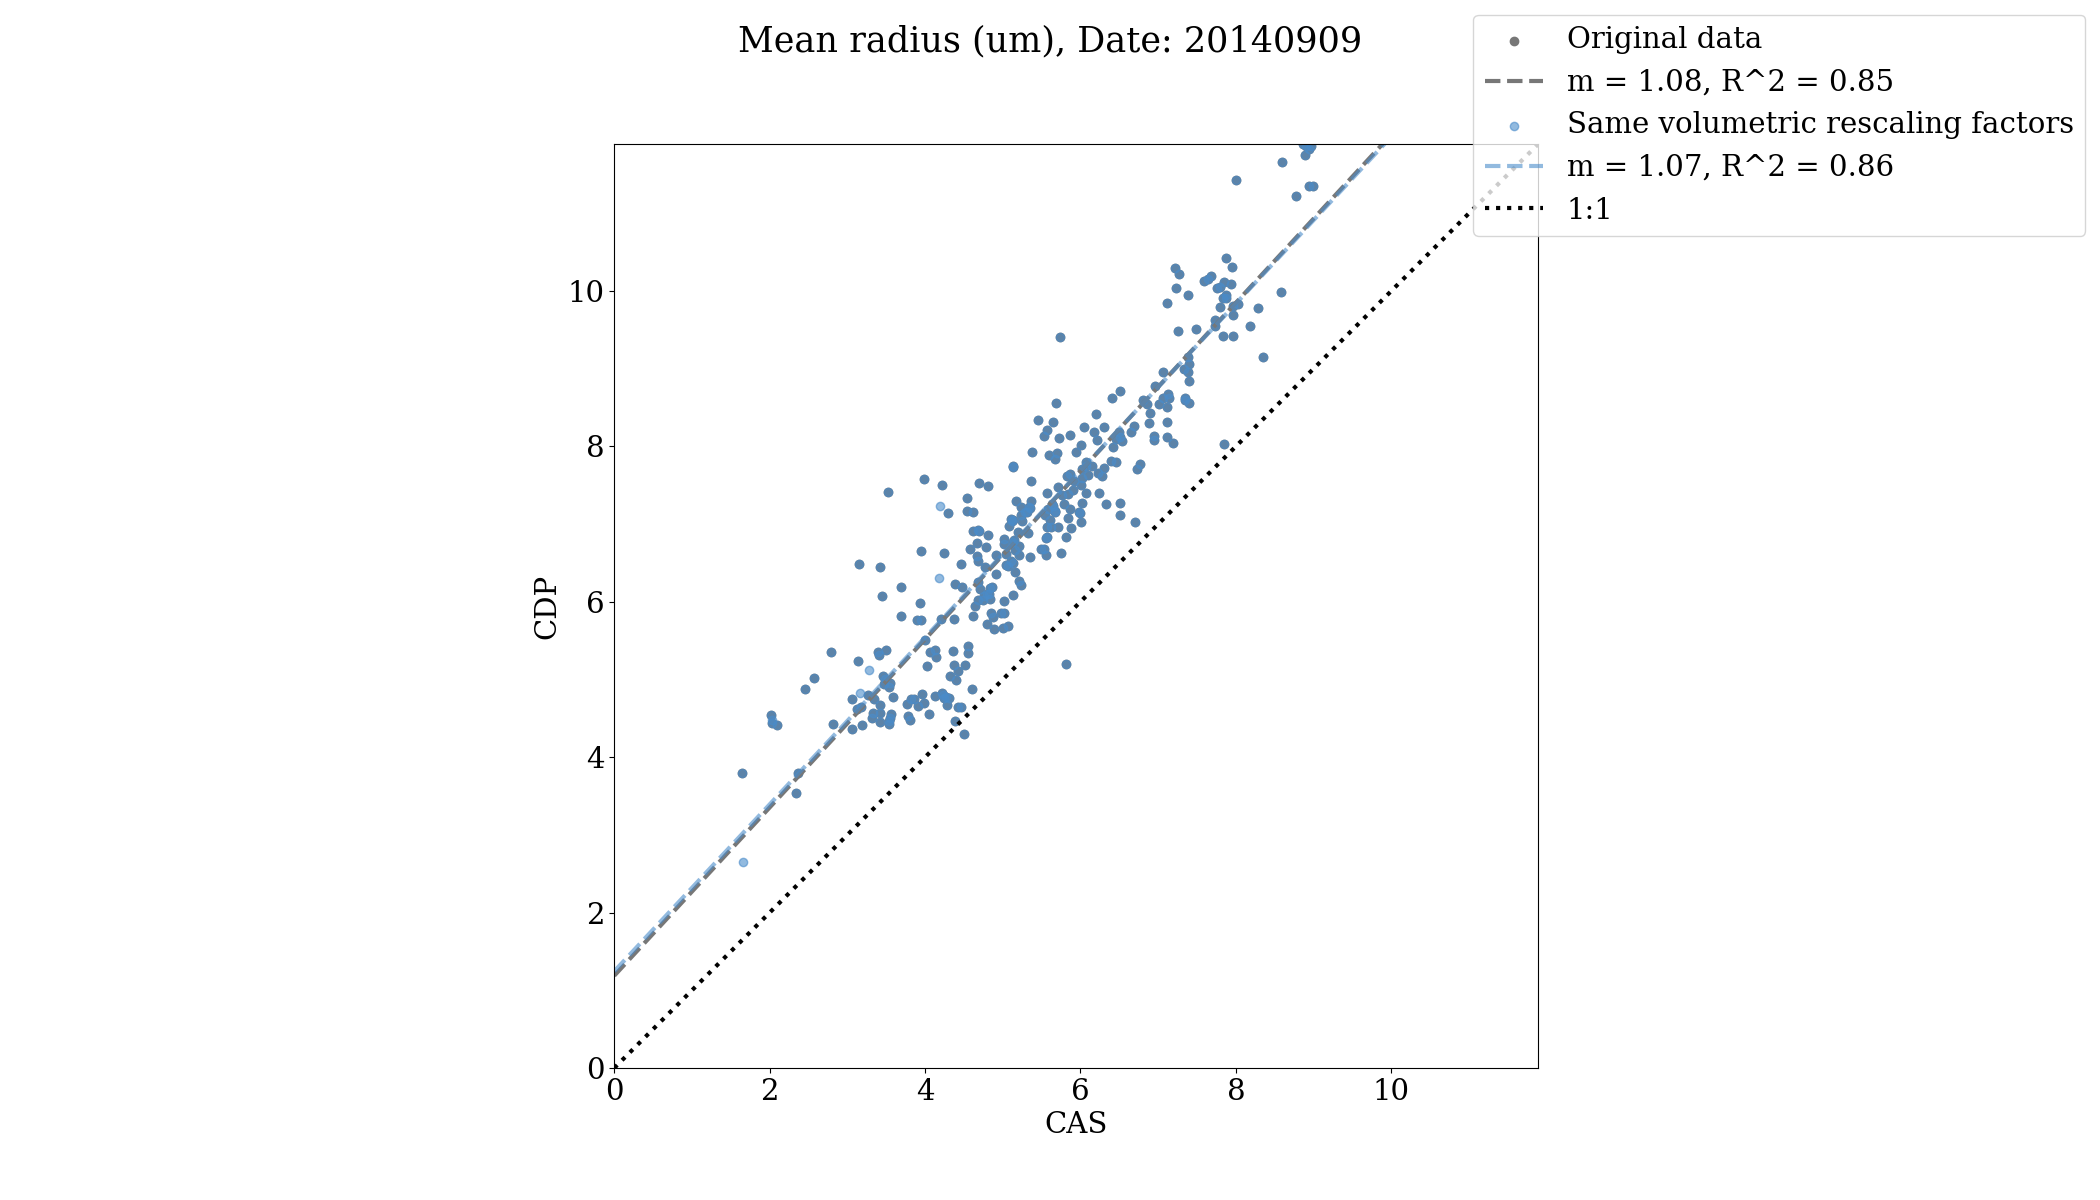 Mean radius (um), Date: 20140909
Original data
m = 1.08, R^2 = 0.85
Same volumetric rescaling factors
m = 1.07, R^2 = 0.86
1:1
10
8
6
4
2
0
CDP
0 2 4 6 8 10
CAS